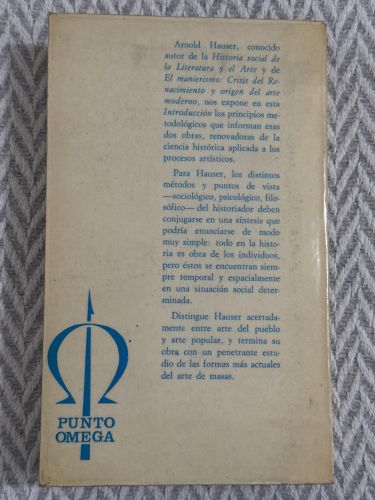 Arnold Hauser, conocido
autor de la Historia social de
la Literatura y el Arte y de
El manierismo: Crisis del Re-
nacimiento y origen del arte
moderno, nos expone en esta
Introducción los principios me-
todológicos que informan esas
dos obras, renovadoras de la
ciencia histórica aplicada a los
procesos artísticos.
Para Hauser, los distintos
métodos y puntos de vista
—sociológico, psicológico, filo-
sófico— del historiador deben
conjugarse en una síntesis que
podría enunciarse de modo
muy simple: todo en la histo-
ria es obra de los individuos,
pero éstos se encuentran siem-
pre temporal y espacialmente
en una situación social deter-
minada.
Distingue Hauser acertada-
mente entre arte del pueblo
y arte popular, y termina su
obra con un penetrante estu-
dio de las formas más actuales
del arte de masas.
PUNTO
OMEGA